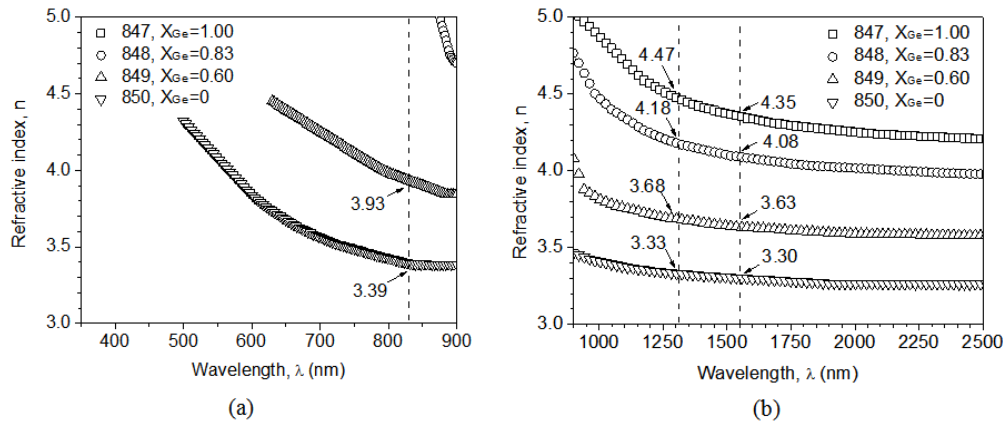 5.0
4.5
4.0
3.5
3.0
Refractive index, n
847, XGe=1.00
848, XGe=0.83
849, XGe=0.60
850, XGe=0
3.93
3.39
400
500
600
700
800
900
Wavelength, λ (nm)
(a)
5.0
4.5
4.0
3.5
3.0
Refractive index, n
847, XGe=1.00
848, XGe=0.83
849, XGe=0.60
850, XGe=0
4.47
4.35
4.18
4.08
3.68
3.63
3.33
3.30
1000
1250
1500
1750
2000
2250
2500
Wavelength, λ (nm)
(b)